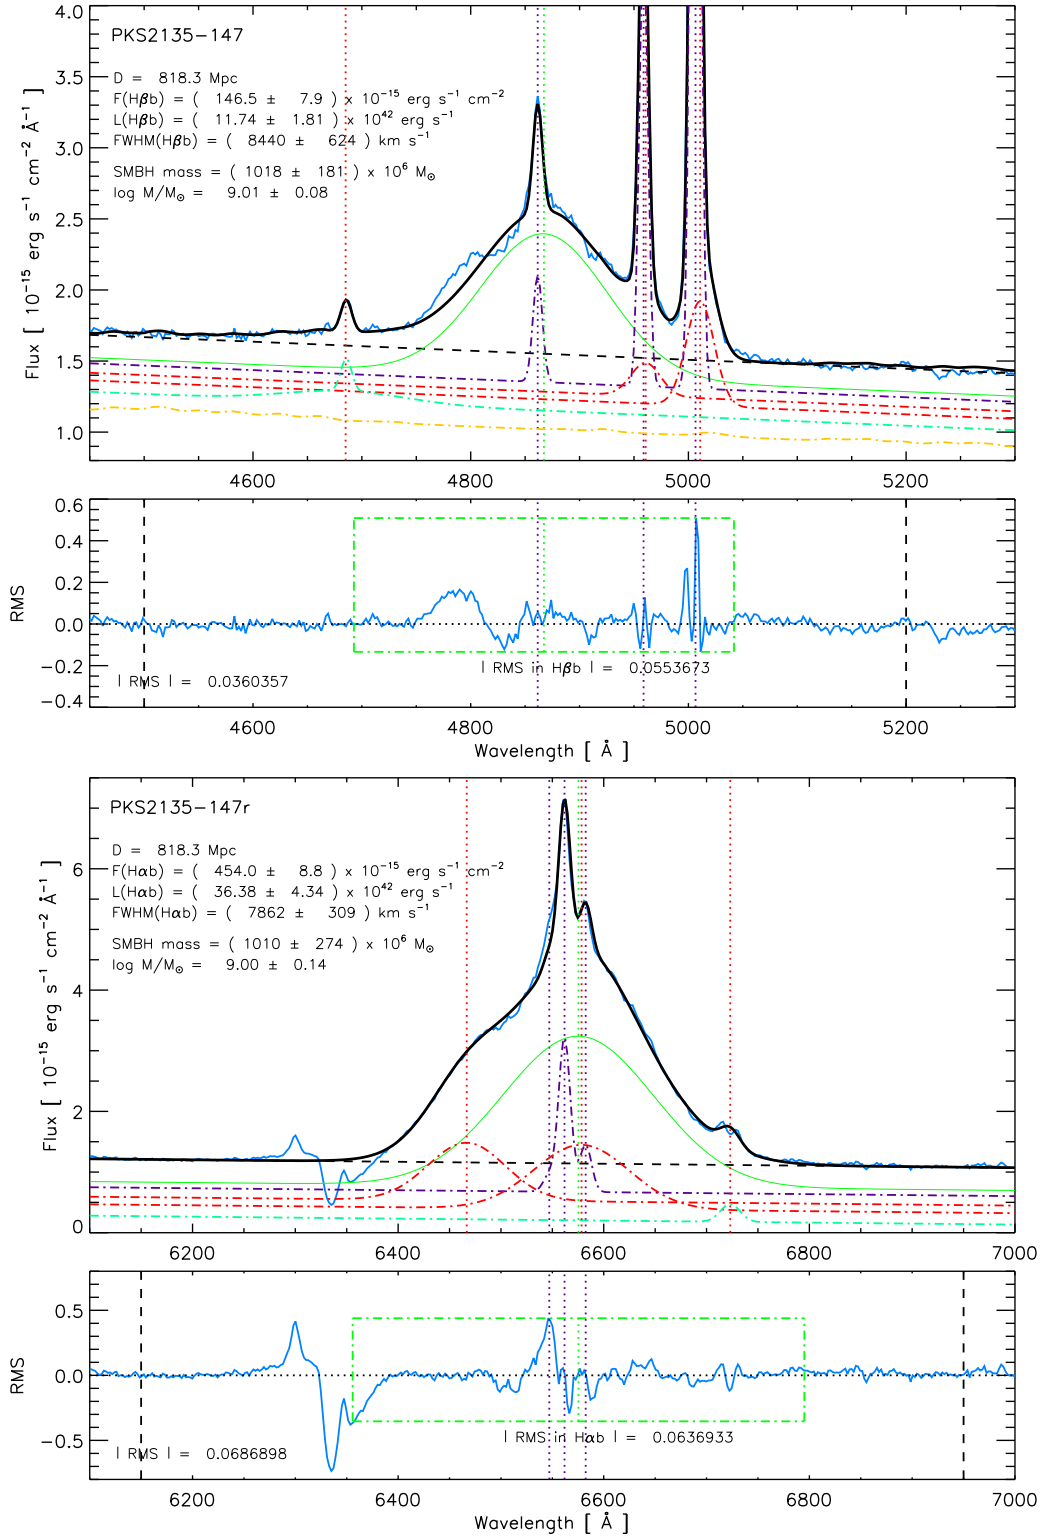 PKS2135-147
D = 818.3 Mpc
F(Hβb) = ( 146.5 ± 7.9 ) x 10⁻¹⁵ erg s⁻¹ cm⁻²
L(Hβb) = ( 11.74 ± 1.81 ) x 10⁴² erg s⁻¹
FWHM(Hβb) = ( 8440 ± 624 ) km s⁻¹
SMBH mass = ( 1018 ± 181 ) x 10⁶ M⊙
log M/M⊙ = 9.01 ± 0.08
Flux [ 10⁻¹⁵ erg s⁻¹ cm⁻² Å⁻¹ ]
4.0
3.5
3.0
2.5
2.0
1.5
1.0
4600 4800 5000 5200
RMS
0.6
0.4
0.2
0.0
-0.2
-0.4
| RMS in Hβb | = 0.0553673
| RMS | = 0.0360357
4600 4800 5000 5200
Wavelength [ Å ]
PKS2135-147r
D = 818.3 Mpc
F(Hαb) = ( 454.0 ± 8.8 ) x 10⁻¹⁵ erg s⁻¹ cm⁻²
L(Hαb) = ( 36.38 ± 4.34 ) x 10⁴² erg s⁻¹
FWHM(Hαb) = ( 7862 ± 309 ) km s⁻¹
SMBH mass = ( 1010 ± 274 ) x 10⁶ M⊙
log M/M⊙ = 9.00 ± 0.14
Flux [ 10⁻¹⁵ erg s⁻¹ cm⁻² Å⁻¹ ]
6
4
2
0
6200 6400 6600 6800 7000
RMS
0.5
0.0
-0.5
| RMS in Hαb | = 0.0636933
| RMS | = 0.0686898
6200 6400 6600 6800 7000
Wavelength [ Å ]